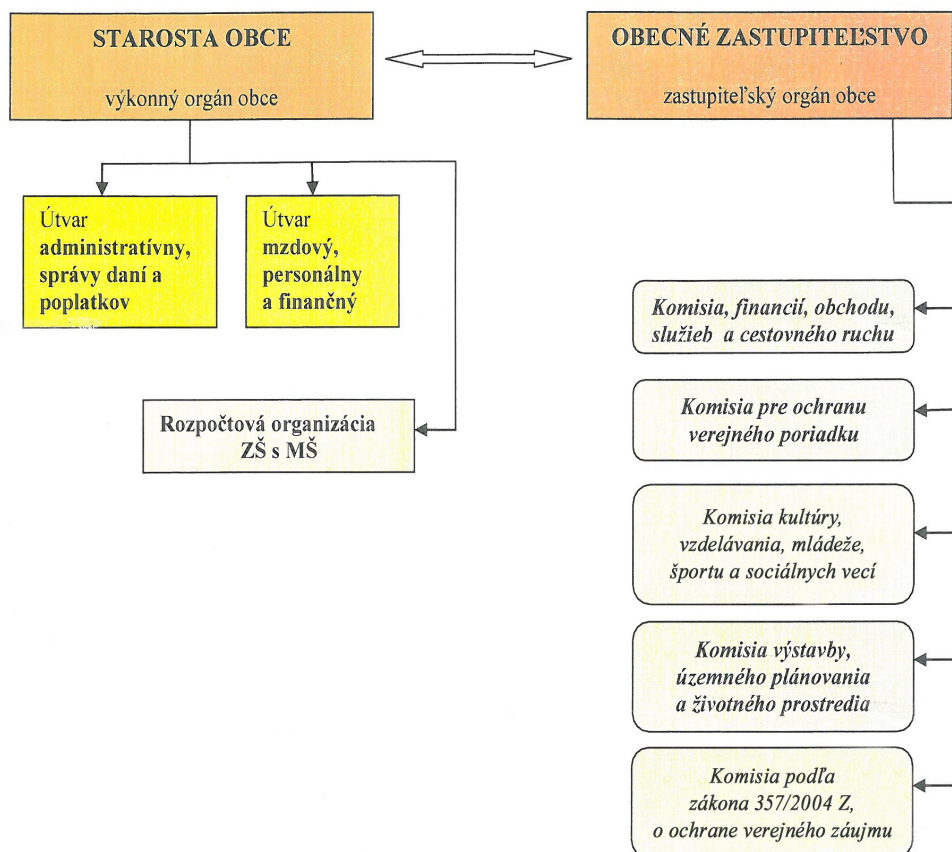 STAROSTA OBCE
výkonný orgán obce
OBECNÉ ZASTUPITEĽSTVO
zastupiteľský orgán obce
Útvar
administratívny,
správy daní a
poplatkov
Útvar
mzdový,
personálny
a finančný
Rozpočtová organizácia
ZŠ s MŠ
Komisia, financií, obchodu,
služieb a cestovného ruchu
Komisia pre ochranu
verejného poriadku
Komisia kultúry,
vzdelávania, mládeže,
športu a sociálnych vecí
Komisia výstavby,
územného plánovania
a životného prostredia
Komisia podľa
zákona 357/2004 Z,
o ochrane verejného záujmu